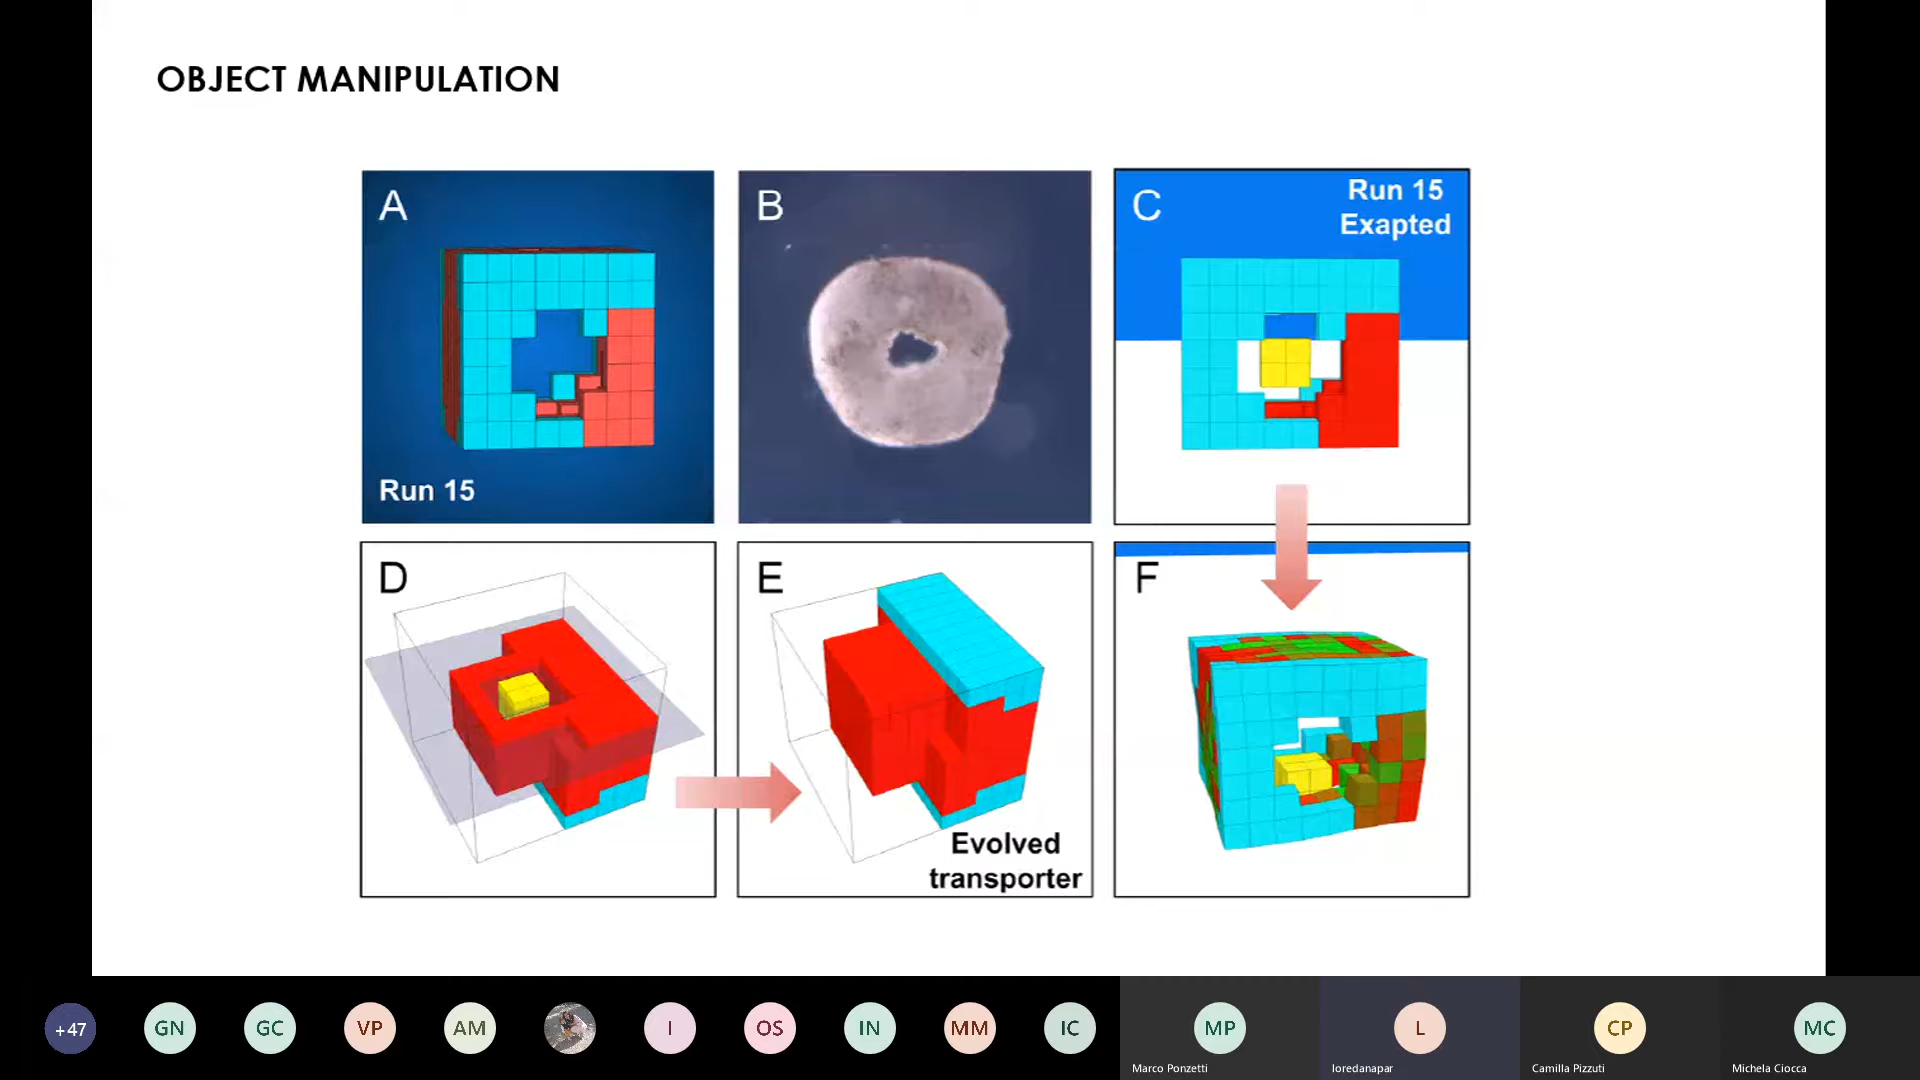 OBJECT MANIPULATION
A
B
C
Run 15
Exapted
Run 15
D
E
F
Evolved
transporter
+47
GN
GC
VP
AM
I
OS
IN
MM
IC
MP
L
CP
MC
Marco Ponzetti
loredanapar
Camilla Pizzuti
Michela Ciocca